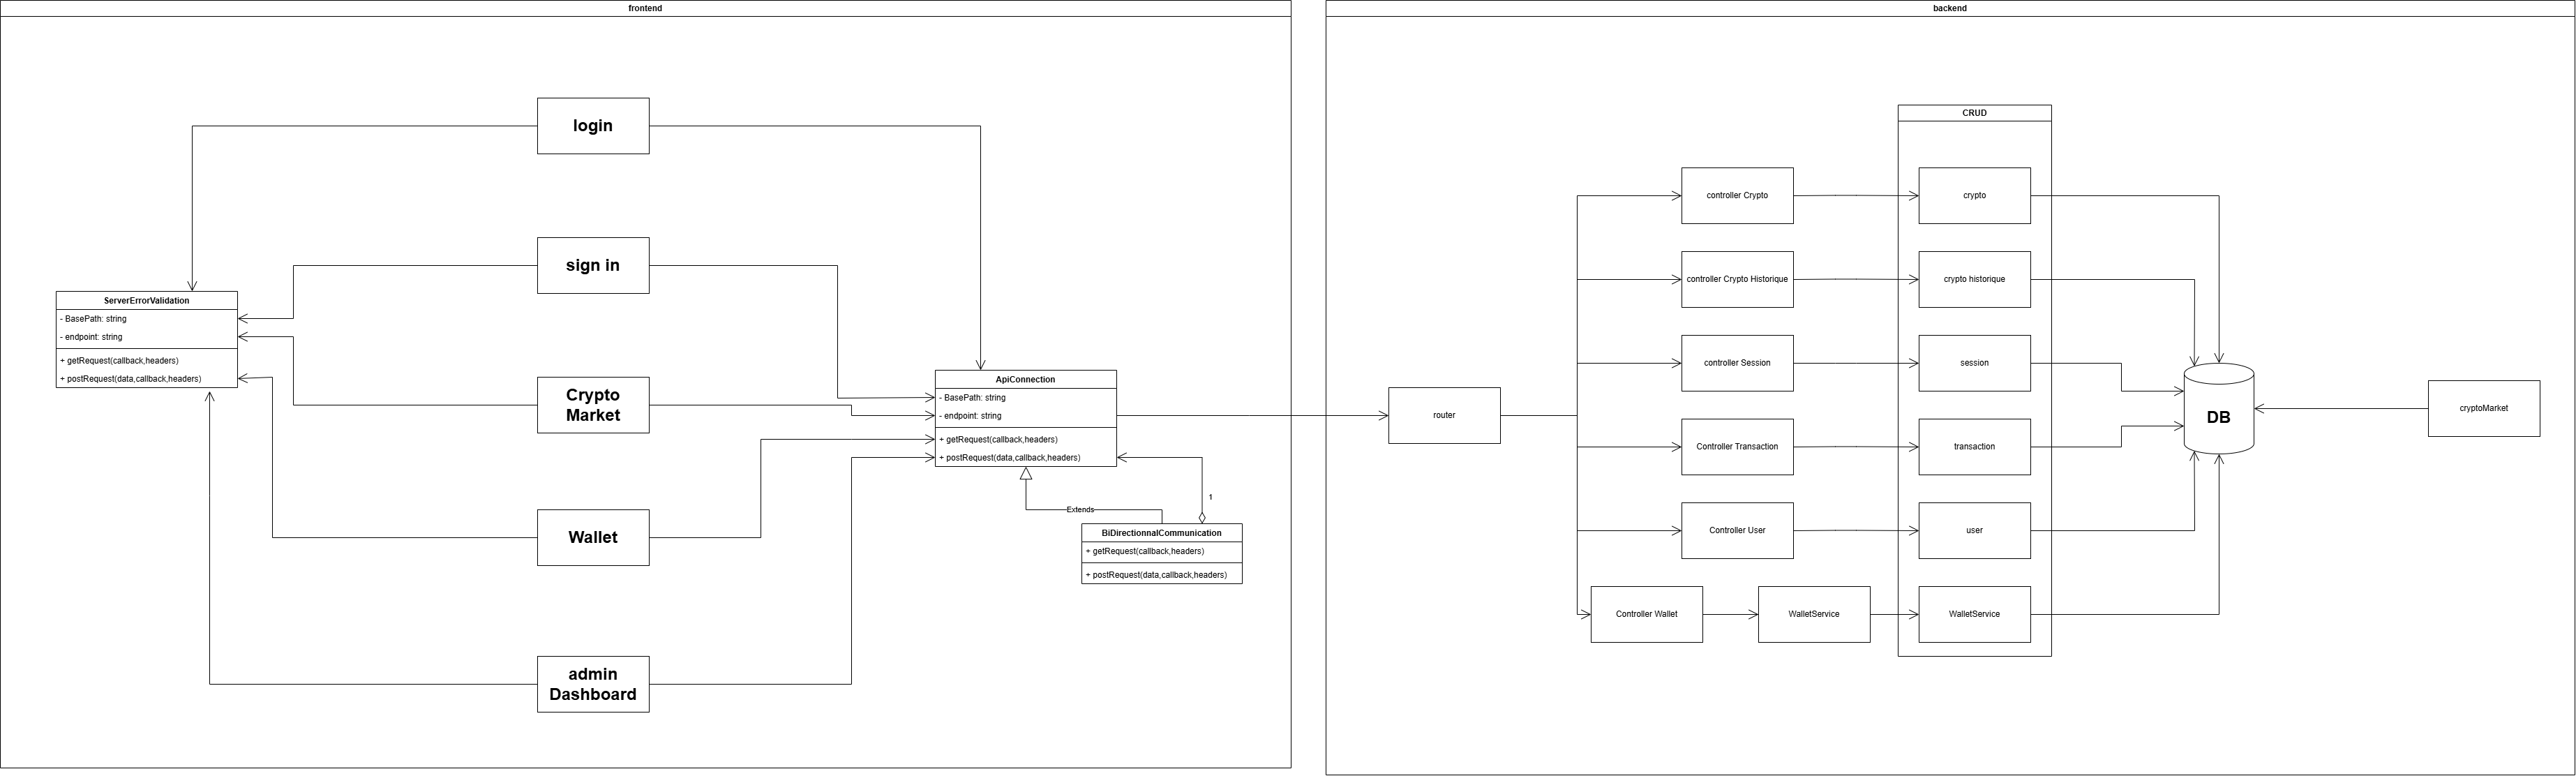 frontend
login
sign in
ServerErrorValidation
- BasePath: string
- endpoint: string
+ getRequest(callback,headers)
+ postRequest(data,callback,headers)
Crypto
Market
Wallet
admin
Dashboard
ApiConnection
- BasePath: string
- endpoint: string
+ getRequest(callback,headers)
+ postRequest(data,callback,headers)
1
Extends
BiDirectionnalCommunication
+ getRequest(callback,headers)
+ postRequest(data,callback,headers)
backend
router
controller Crypto
controller Crypto Historique
controller Session
Controller Transaction
Controller User
Controller Wallet
WalletService
CRUD
crypto
crypto historique
session
transaction
user
WalletService
DB
cryptoMarket